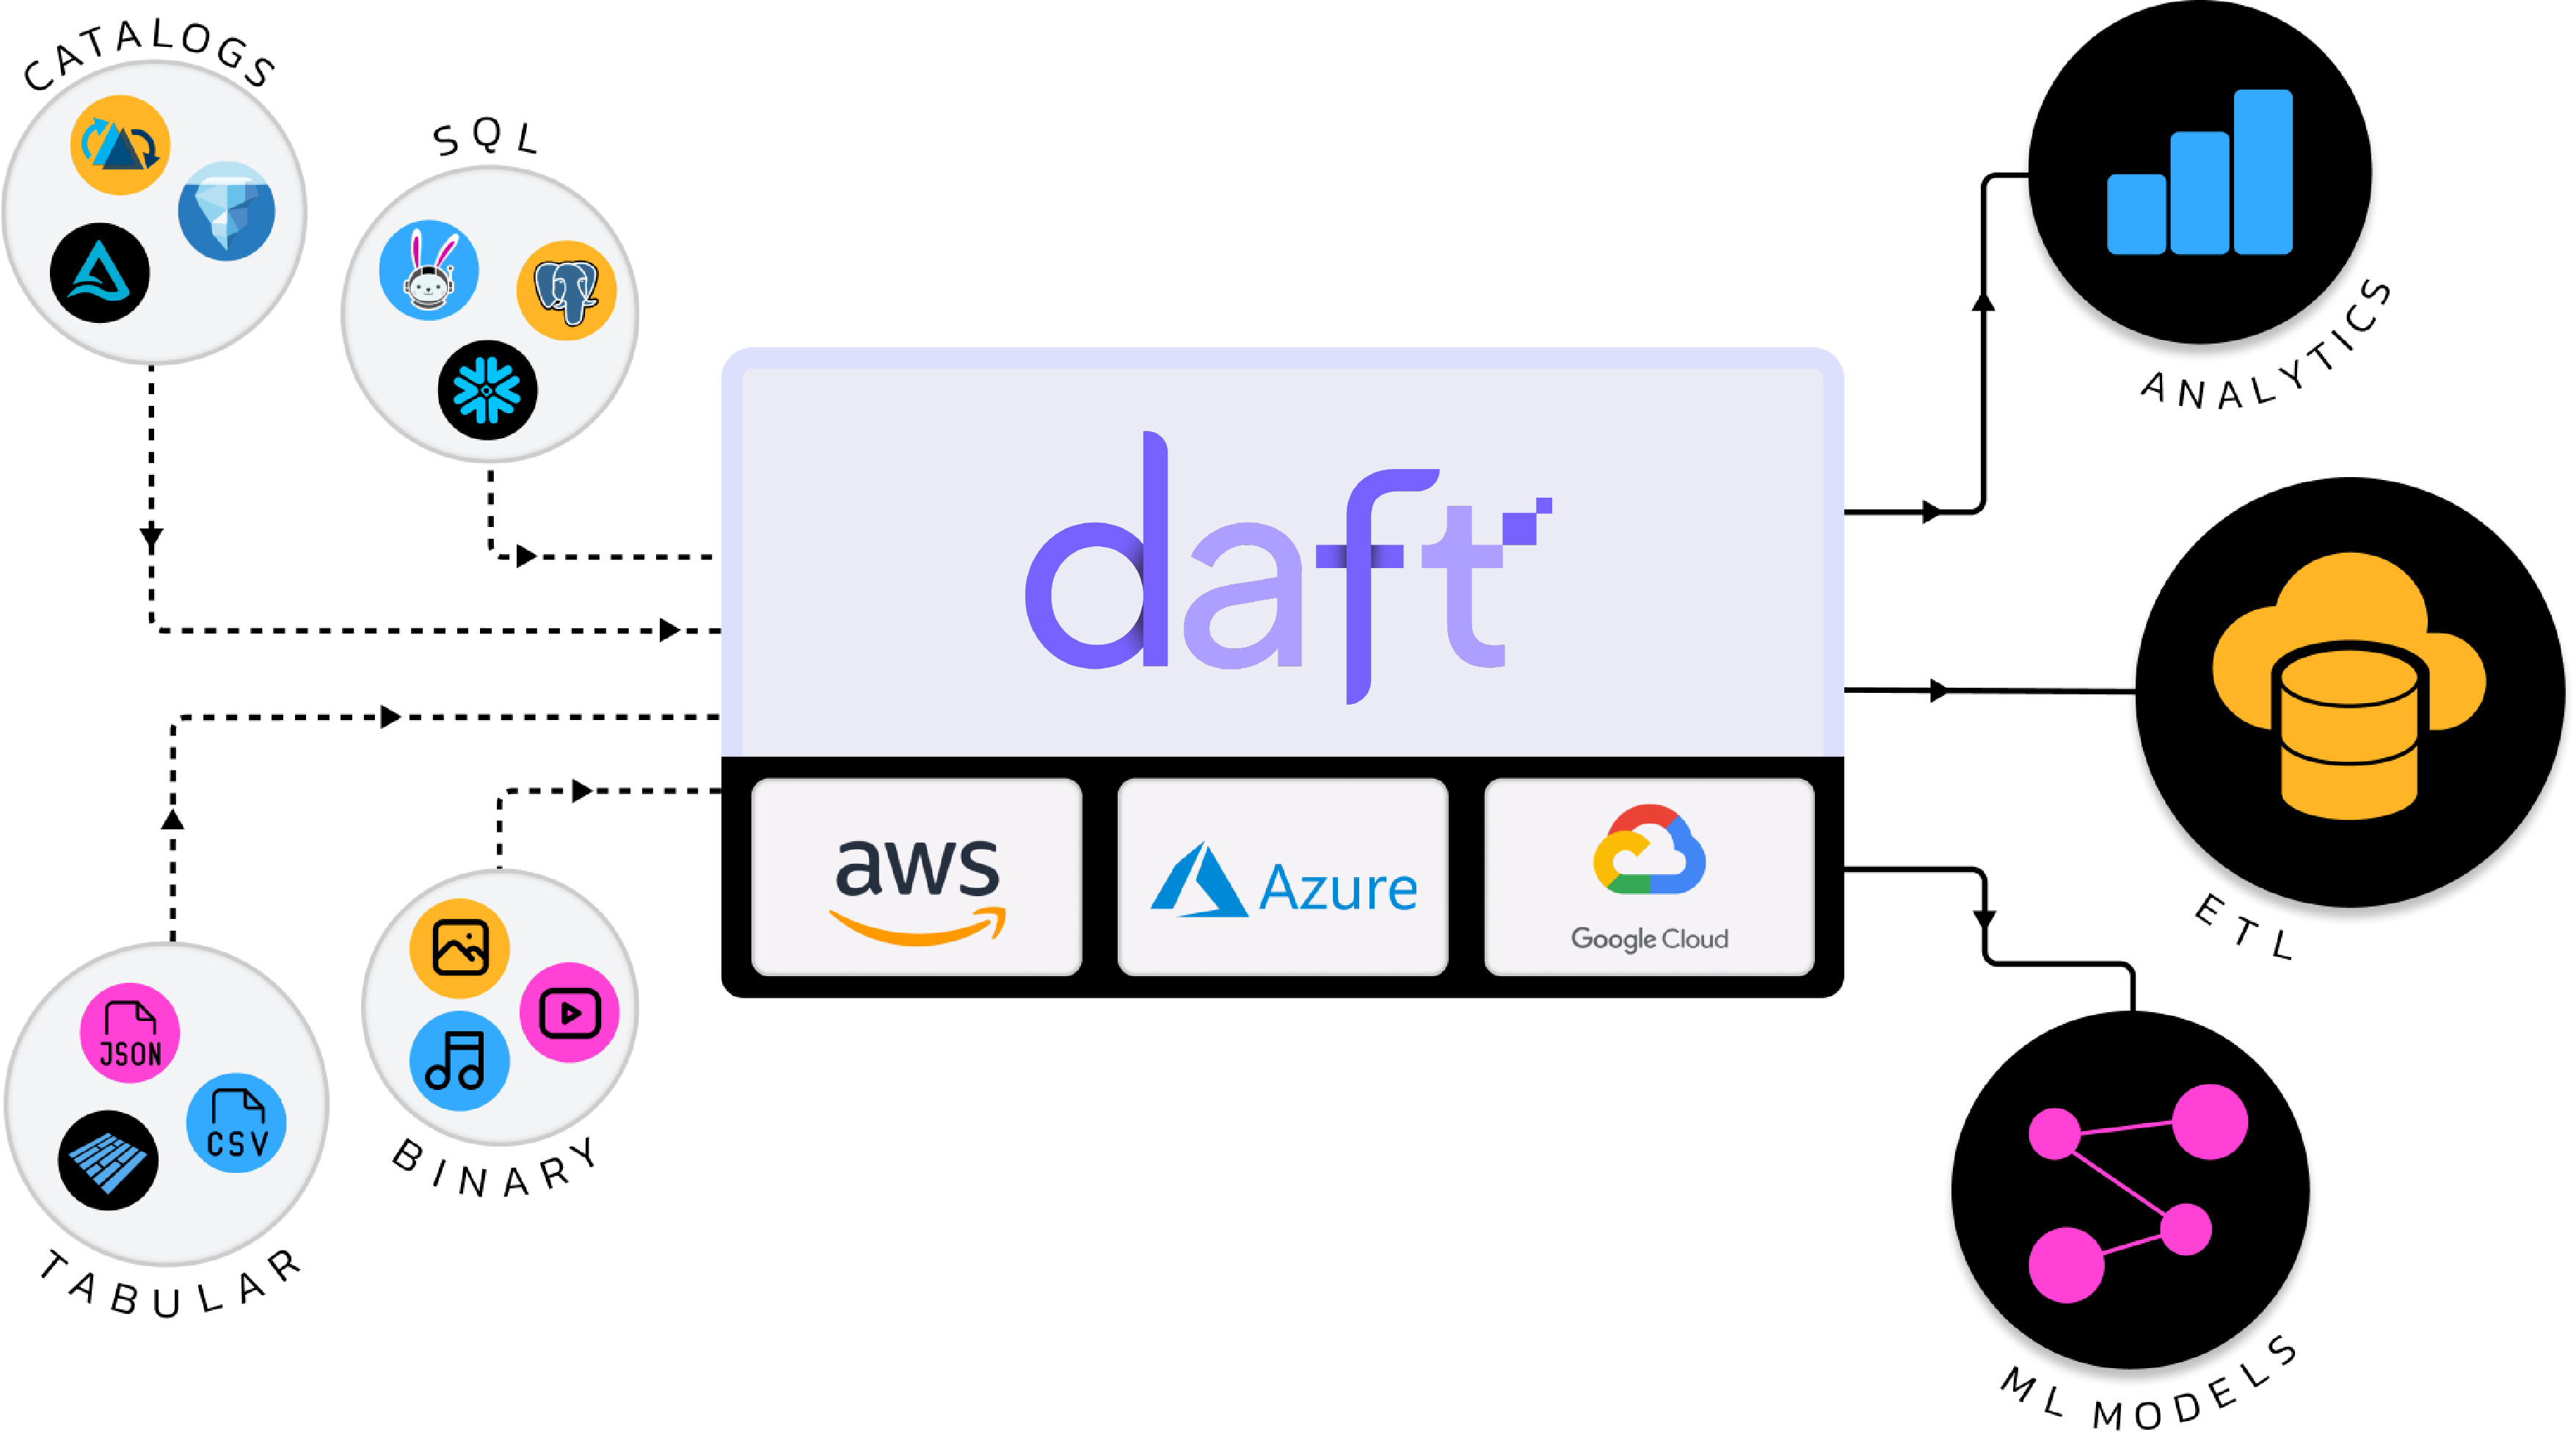 CATALOGS
SQL
daft
aws
Azure
Google Cloud
JSON
CSV
TABULAR
BINARY
ANALYTICS
ETL
ML MODELS